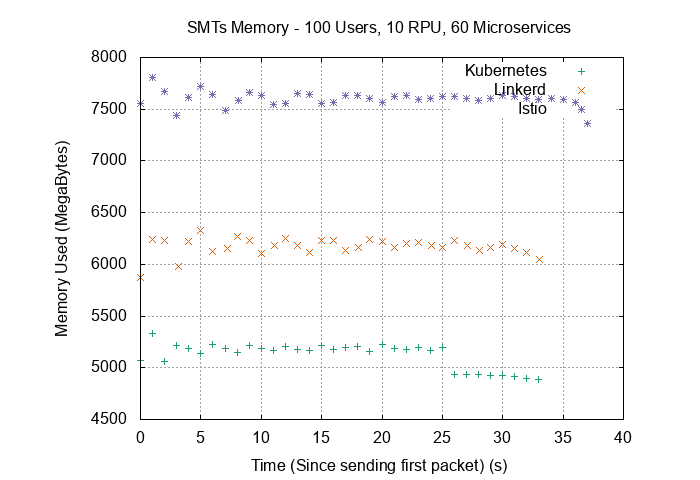 SMTs Memory - 100 Users, 10 RPU, 60 Microservices
8000
7500
7000
6500
6000
5500
5000
4500
Memory Used (MegaBytes)
Kubernetes
Linkerd
Istio
0 5 10 15 20 25 30 35 40
Time (Since sending first packet) (s)